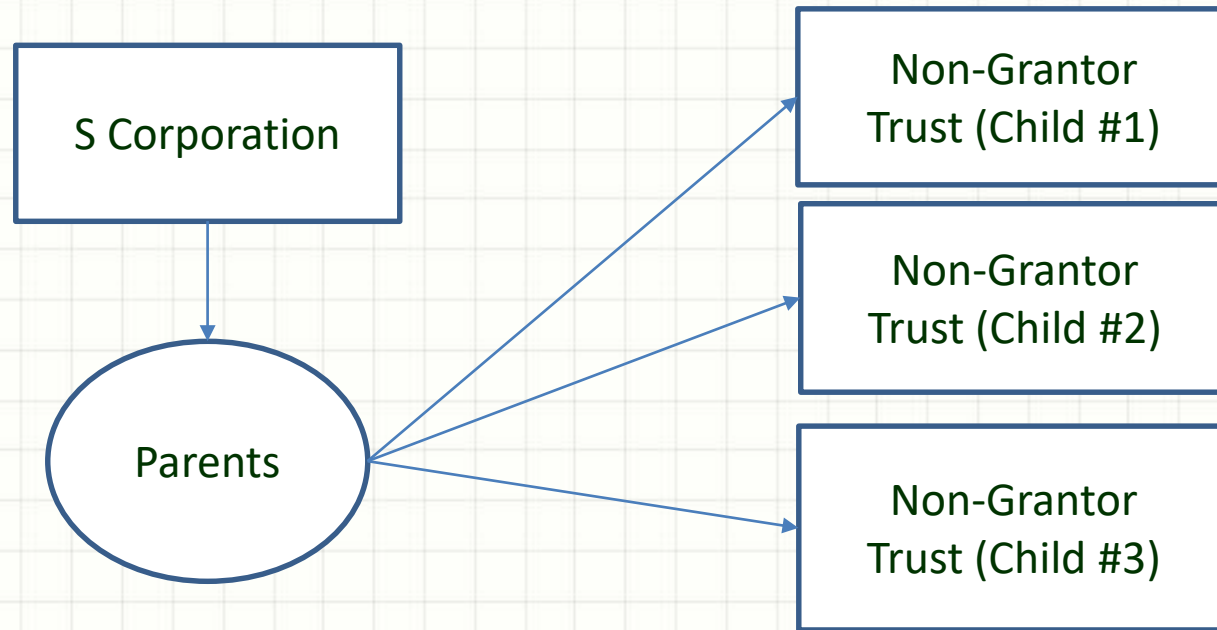 S Corporation
Parents
Non-Grantor
Trust (Child #1)
Non-Grantor
Trust (Child #2)
Non-Grantor
Trust (Child #3)